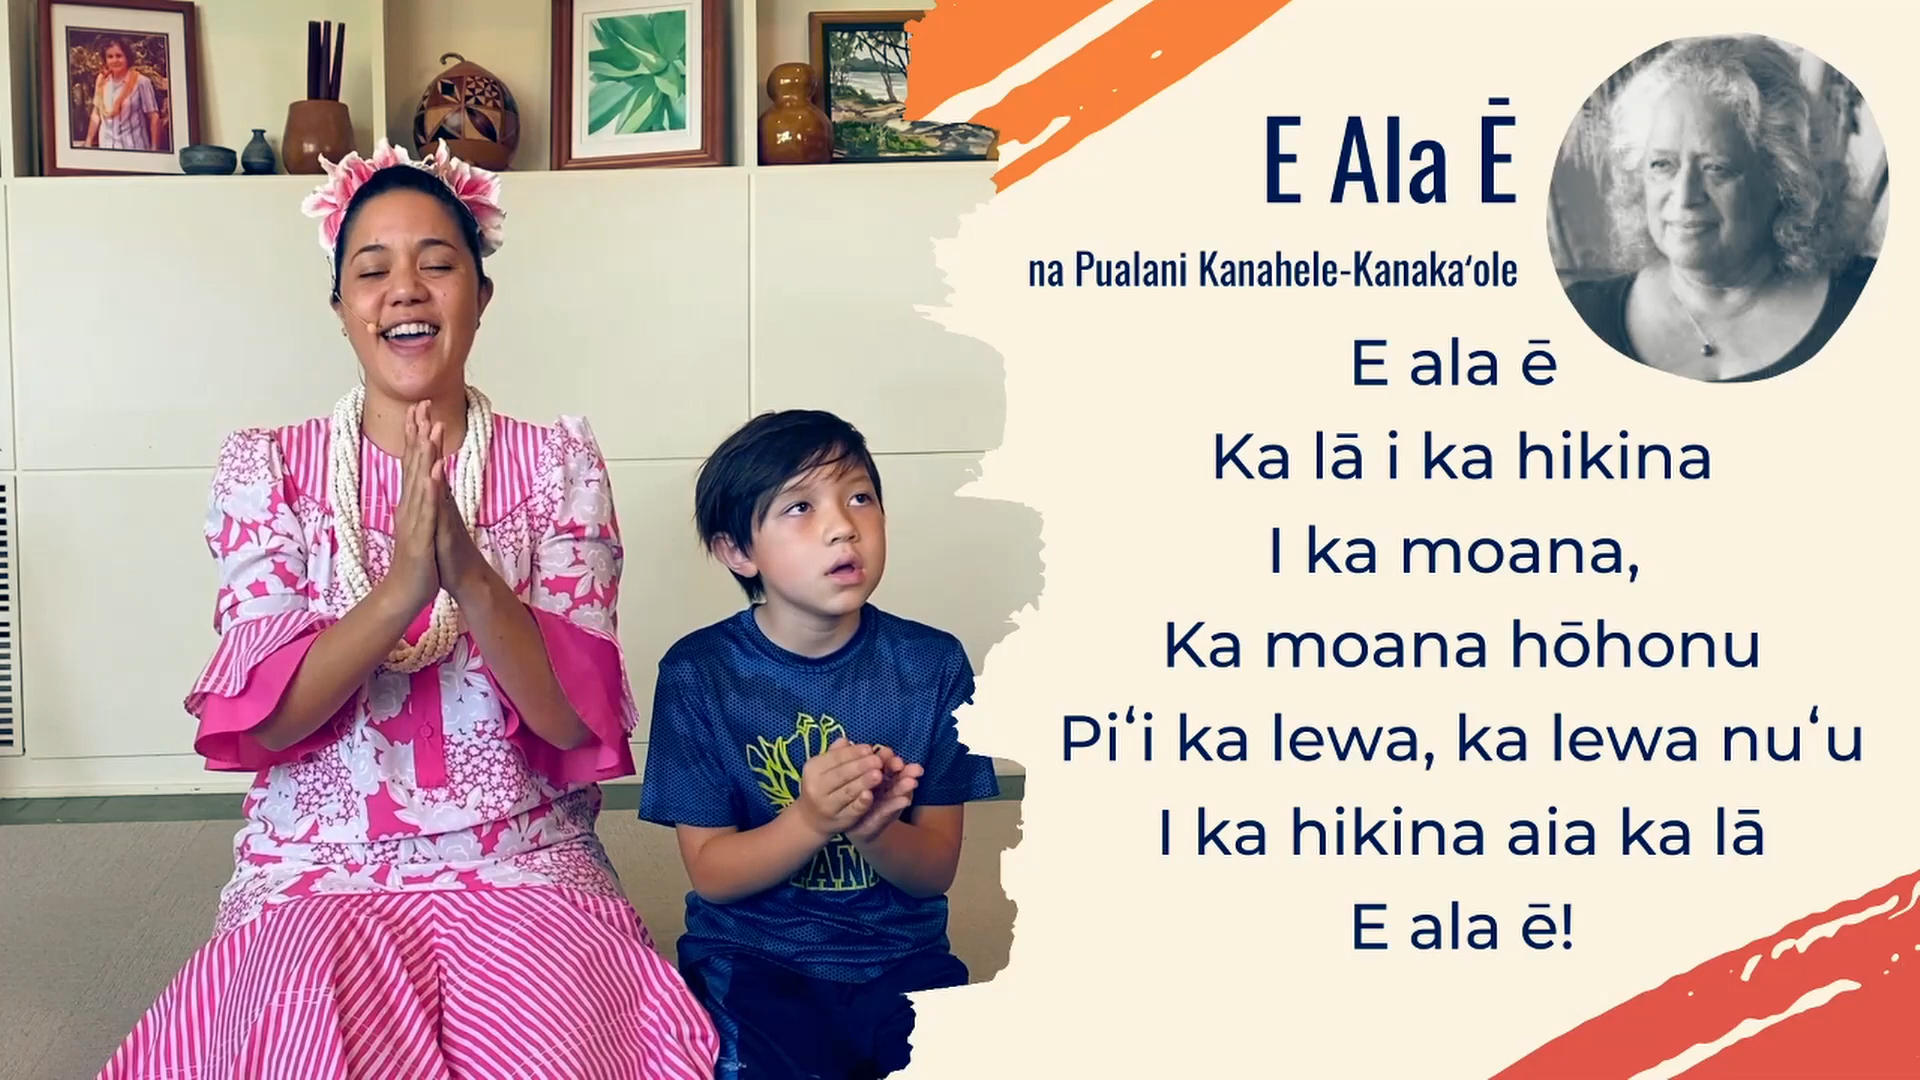 E Ala Ē
na Pualani Kanahele-Kanakaʻole
E ala ē
Ka lā i ka hikina
I ka moana,
Ka moana hōhonu
Piʻi ka lewa, ka lewa nuʻu
I ka hikina aia ka lā
E ala ē!